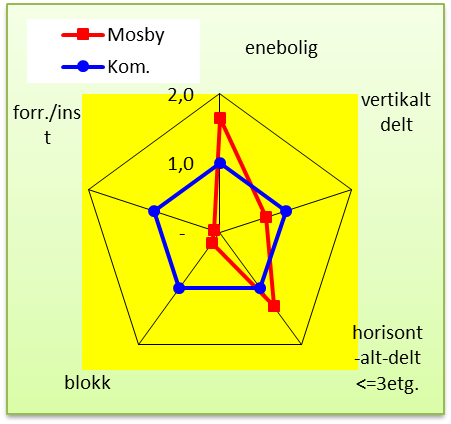 Mosby
Kom.
enebolig
2,0
1,0
-
vertikalt
delt
horisont
-alt-delt
<=3etg.
blokk
forr./ins
t